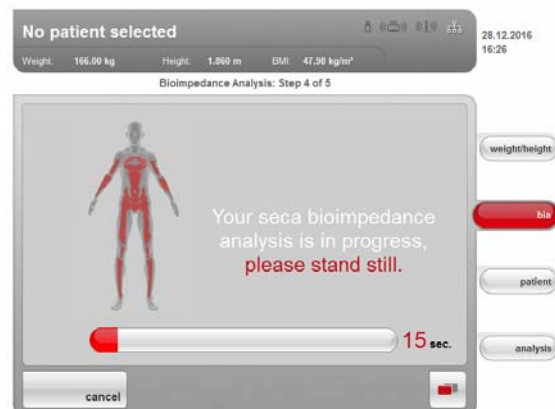 No patient selected
Weight: 166.00 kg Height: 1.860 m BMI: 47.98 kg/m²
28.12.2016
16:26
Bioimpedance Analysis: Step 4 of 5
weight/height
bia
patient
analysis
Your seca bioimpedance
analysis is in progress,
please stand still.
15 sec.
cancel